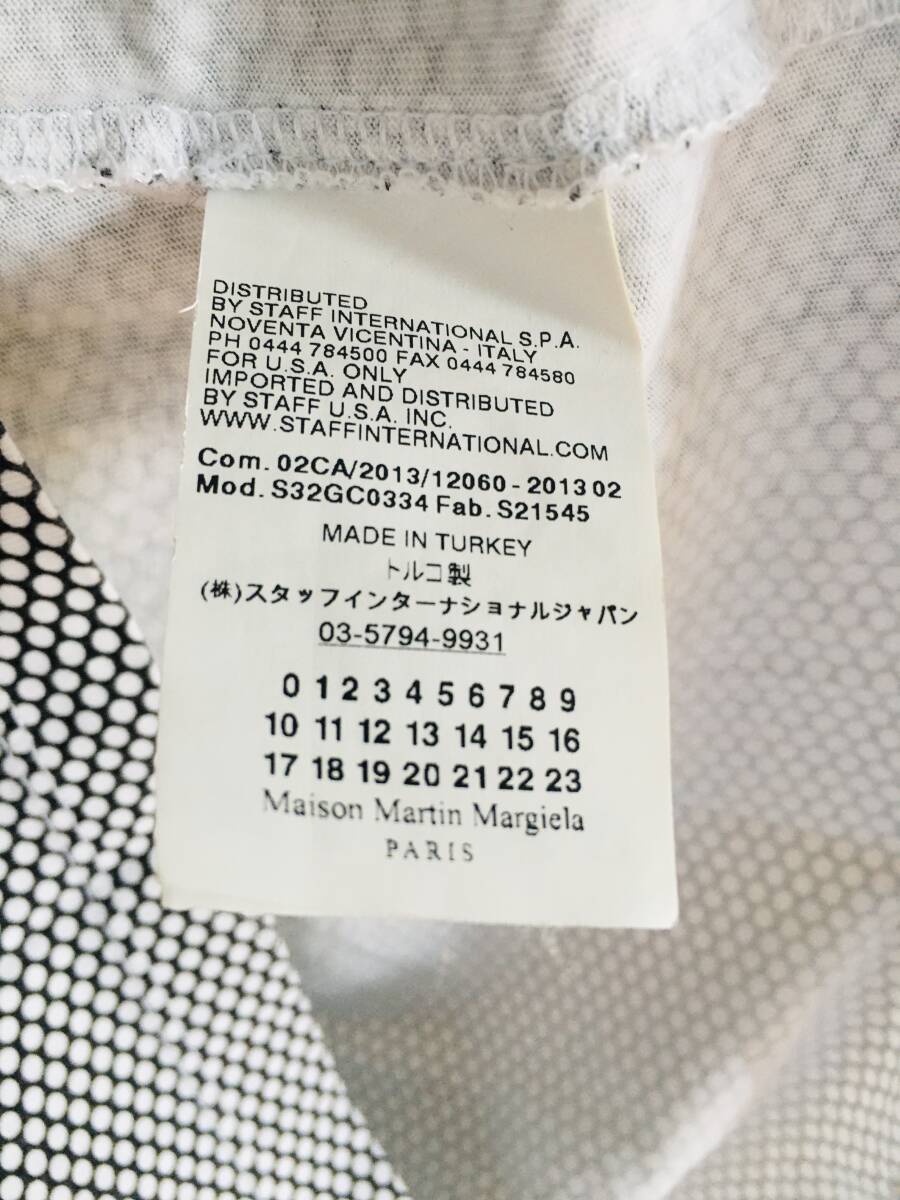 DISTRIBUTED
BY STAFF INTERNATIONAL S.P.A.
NOVENTA VICENTINA - ITALY
PH 0444 784500 FAX 0444 784580
FOR U.S.A. ONLY
IMPORTED AND DISTRIBUTED
BY STAFF U.S.A. INC.
WWW.STAFFINTERNATIONAL.COM
Com. 02CA/2013/12060 - 2013 02
Mod. S32GC0334 Fab. S21545
MADE IN TURKEY
トルコ製
(株)スタッフインターナショナルジャパン
03-5794-9931
0 1 2 3 4 5 6 7 8 9
10 11 12 13 14 15 16
17 18 19 20 21 22 23
Maison Martin Margiela
PARIS